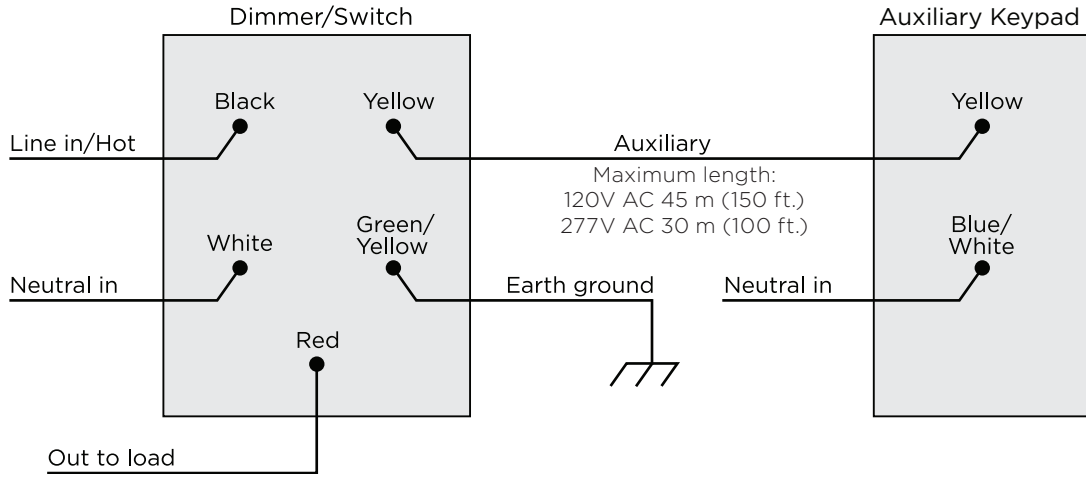 Dimmer/Switch
Auxiliary Keypad
Black
Yellow
Yellow
Line in/Hot
Auxiliary
Maximum length:
120V AC 45 m (150 ft.)
277V AC 30 m (100 ft.)
White
Green/
Yellow
Blue/
White
Neutral in
Earth ground
Neutral in
Red
Out to load